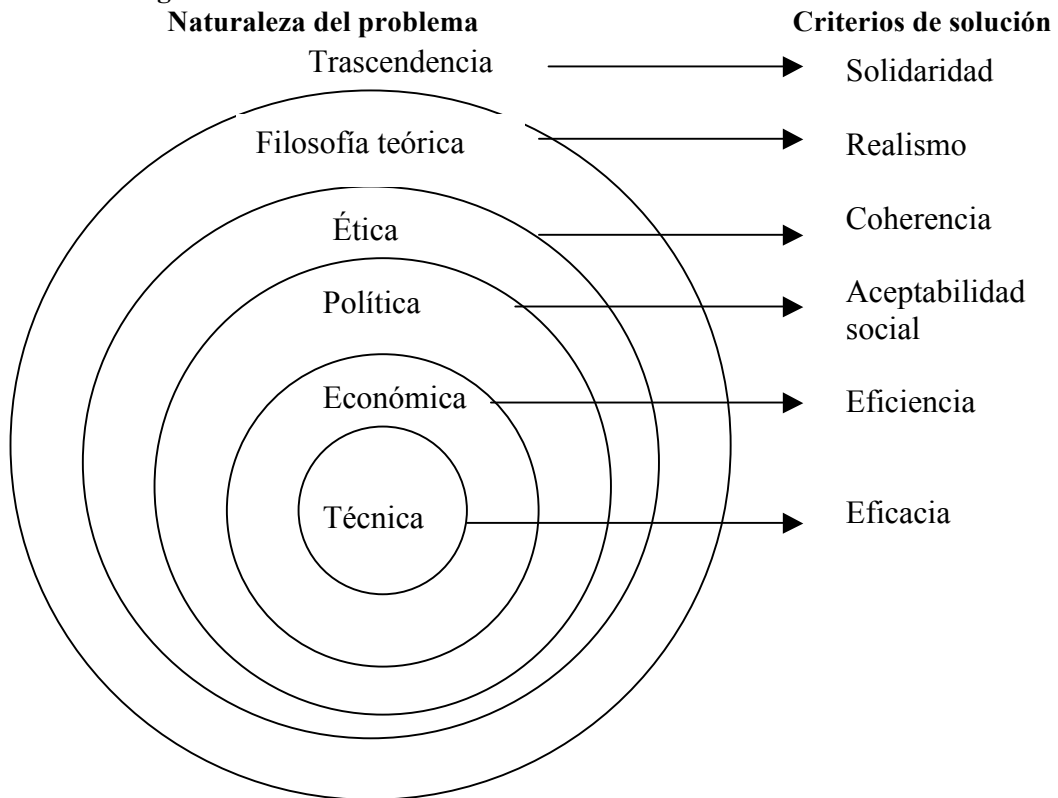 Naturaleza del problema
Criterios de solución
Trascendencia
Solidaridad
Filosofía teórica
Realismo
Ética
Coherencia
Política
Aceptabilidad
social
Económica
Eficiencia
Técnica
Eficacia